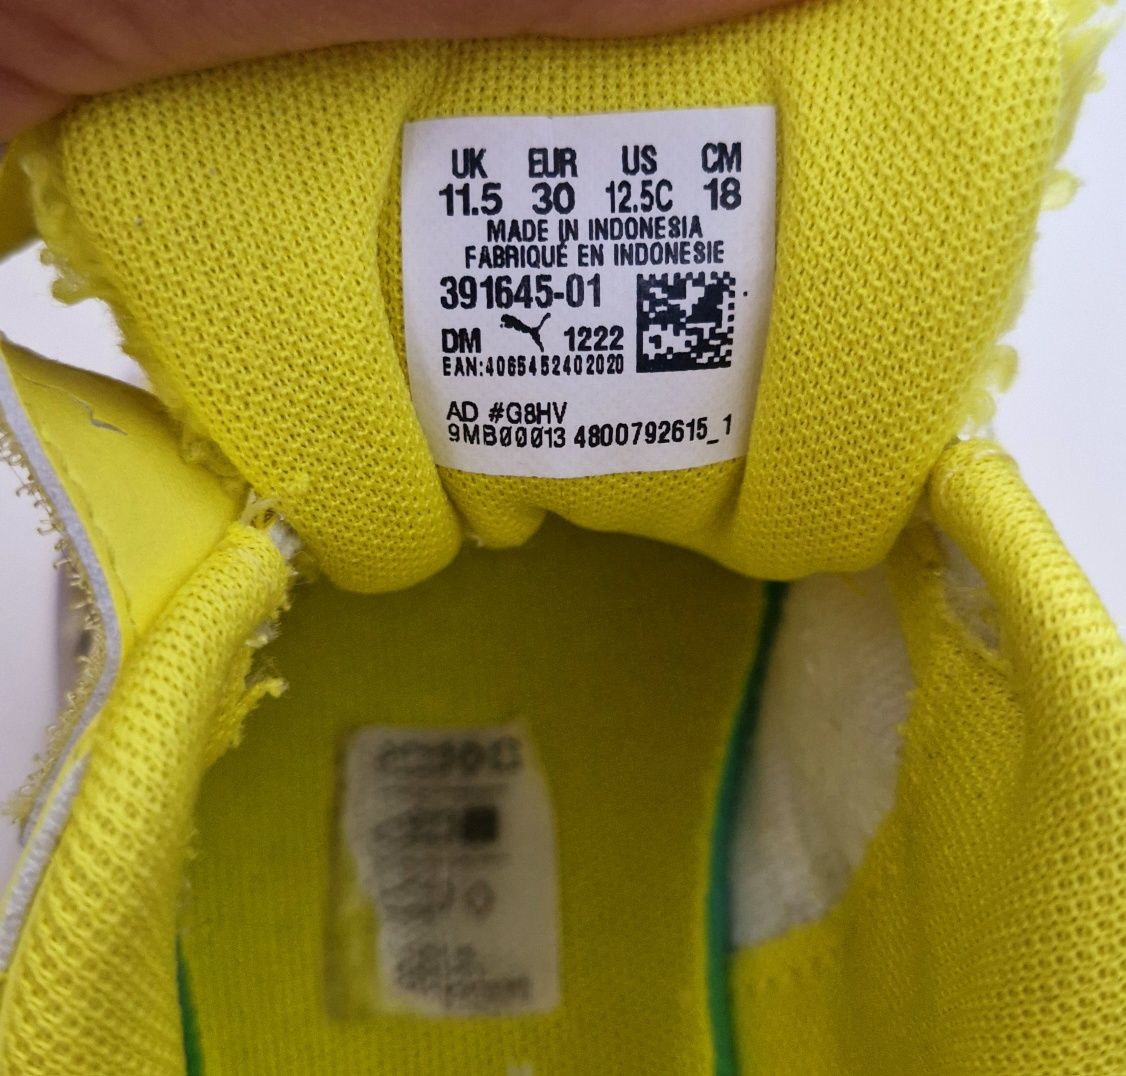 UK EUR US CM
11.5 30 12.5C 18
MADE IN INDONESIA
FABRIQUÉ EN INDONESIE
391645-01
DM 1222
EAN:4065452402020
AD #G8HV
9MB00013 4800792615_1